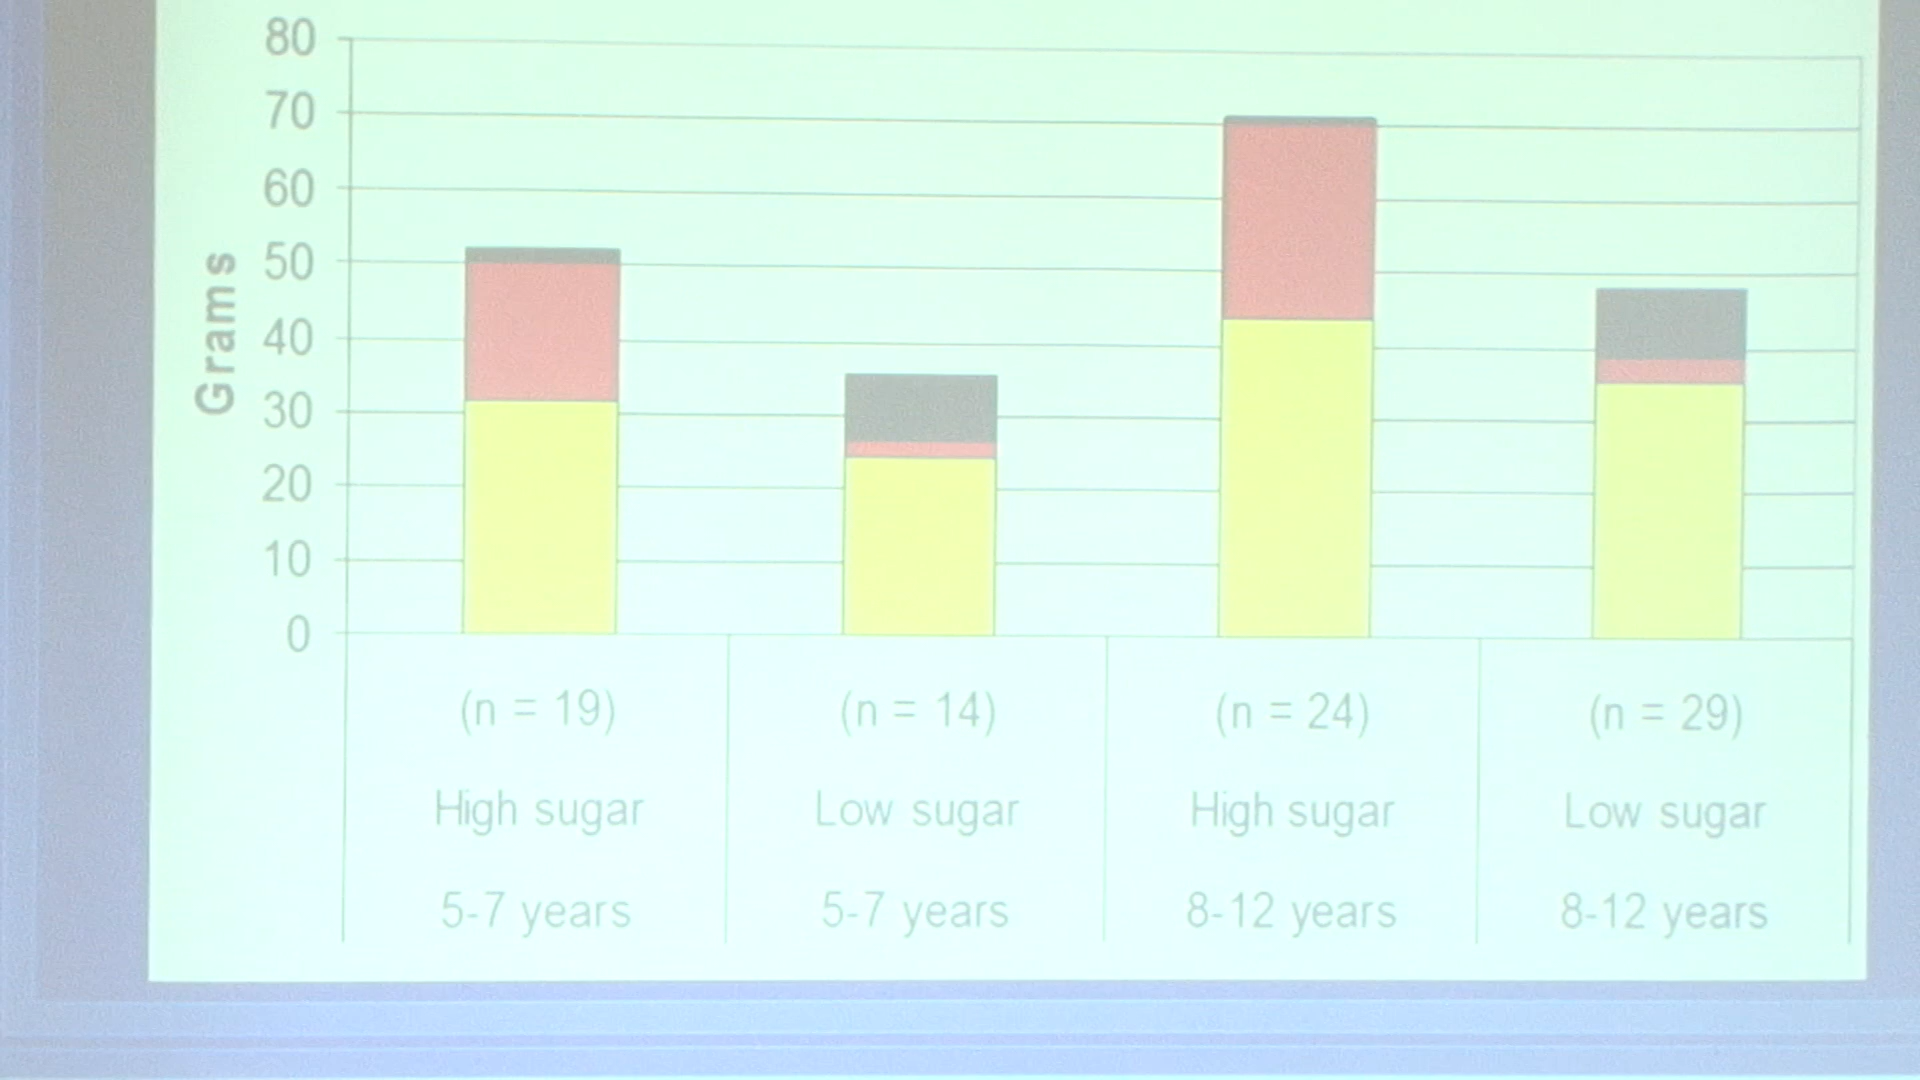 80
70
60
50
40
30
20
10
0
Grams
(n = 19) (n = 14) (n = 24) (n = 29)
High sugar Low sugar High sugar Low sugar
5-7 years 5-7 years 8-12 years 8-12 years